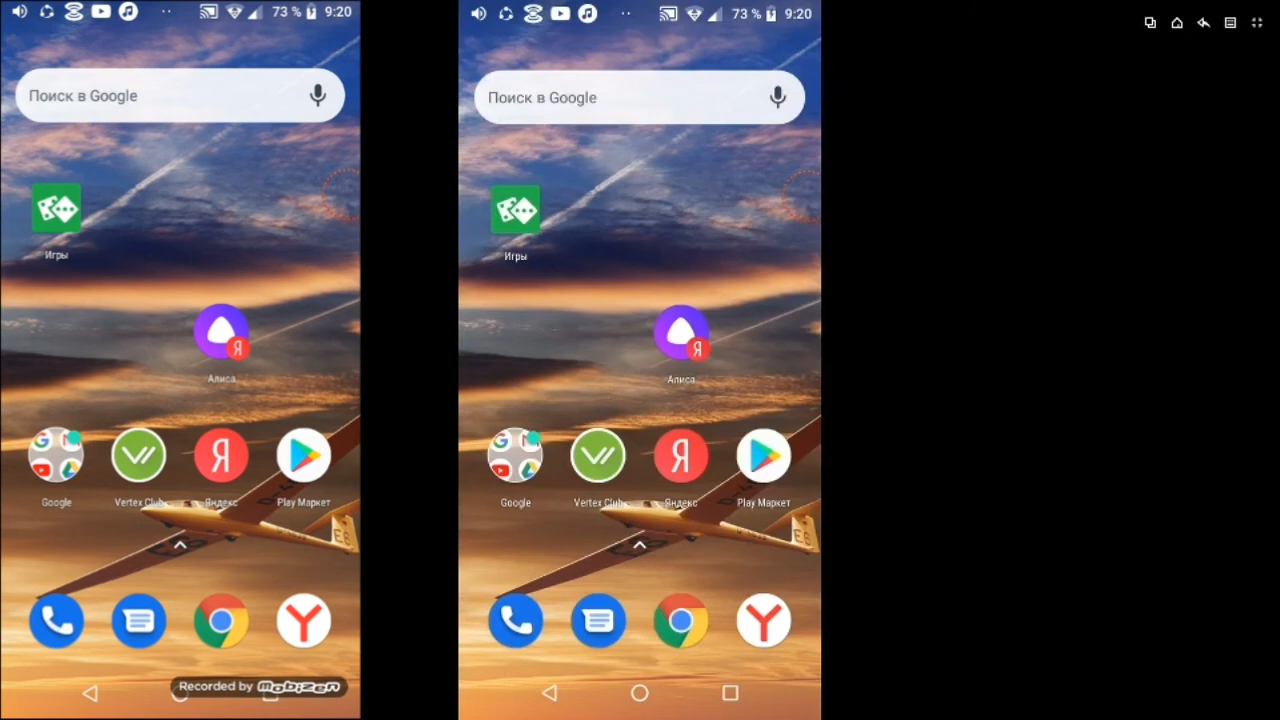 73 % 9:20
Поиск в Google
Игры
Я
Алиса
Я
Google
Vertex Club
Яндекс
Play Маркет
Recorded by Mobizen
73 % 9:20
Поиск в Google
Игры
Я
Алиса
Я
Google
Vertex Club
Яндекс
Play Маркет